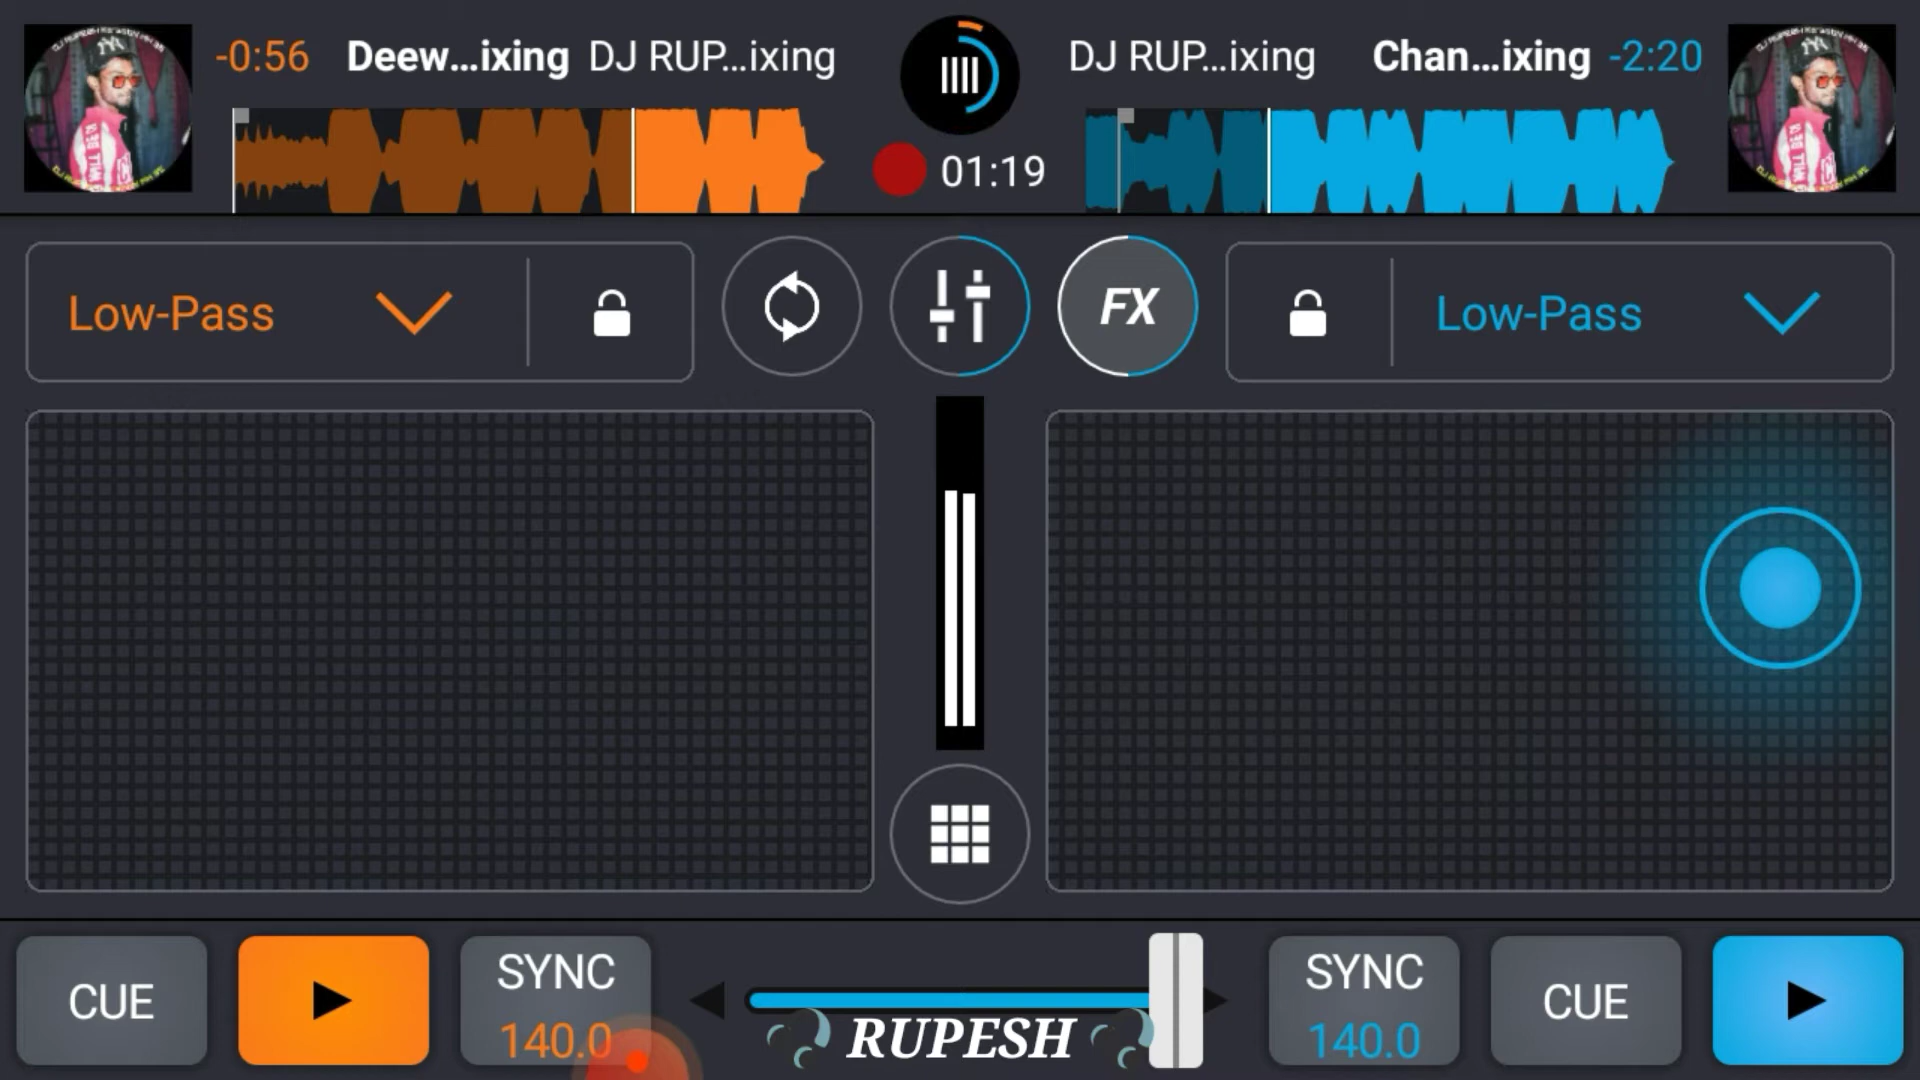 -0:56 Deew...ixing DJ RUP...ixing
DJ RUP...ixing Chan...ixing -2:20
01:19
Low-Pass
FX
Low-Pass
CUE
SYNC
140.0
RUPESH
SYNC
140.0
CUE